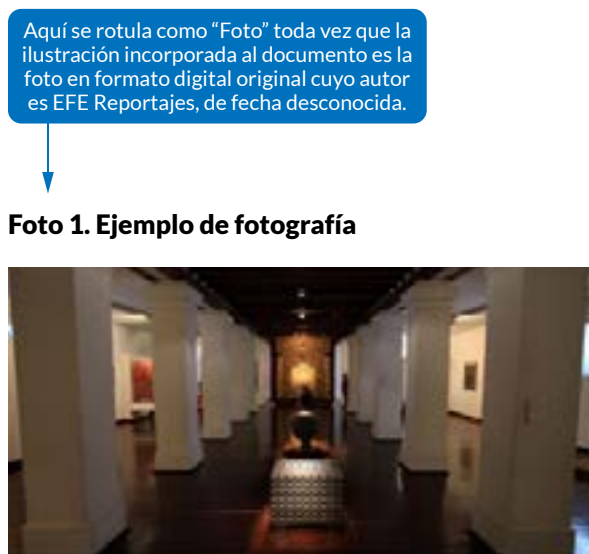 Aquí se rotula como “Foto” toda vez que la
ilustración incorporada al documento es la
foto en formato digital original cuyo autor
es EFE Reportajes, de fecha desconocida.
Foto 1. Ejemplo de fotografía